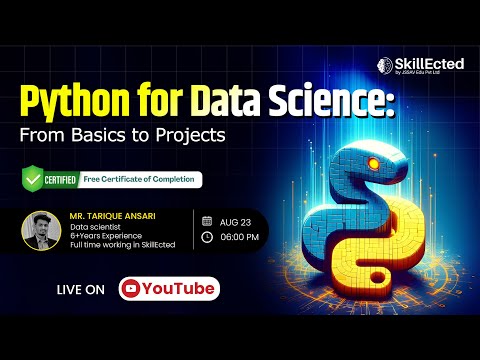 SkillEcted
by JSSAV Edu Pvt Ltd
Python for Data Science:
From Basics to Projects
CERTIFIED Free Certificate of Completion
MR. TARIQUE ANSARI
Data scientist
6+Years Experience
Full time working in SkillEcted
AUG 23
06:00 PM
LIVE ON YouTube